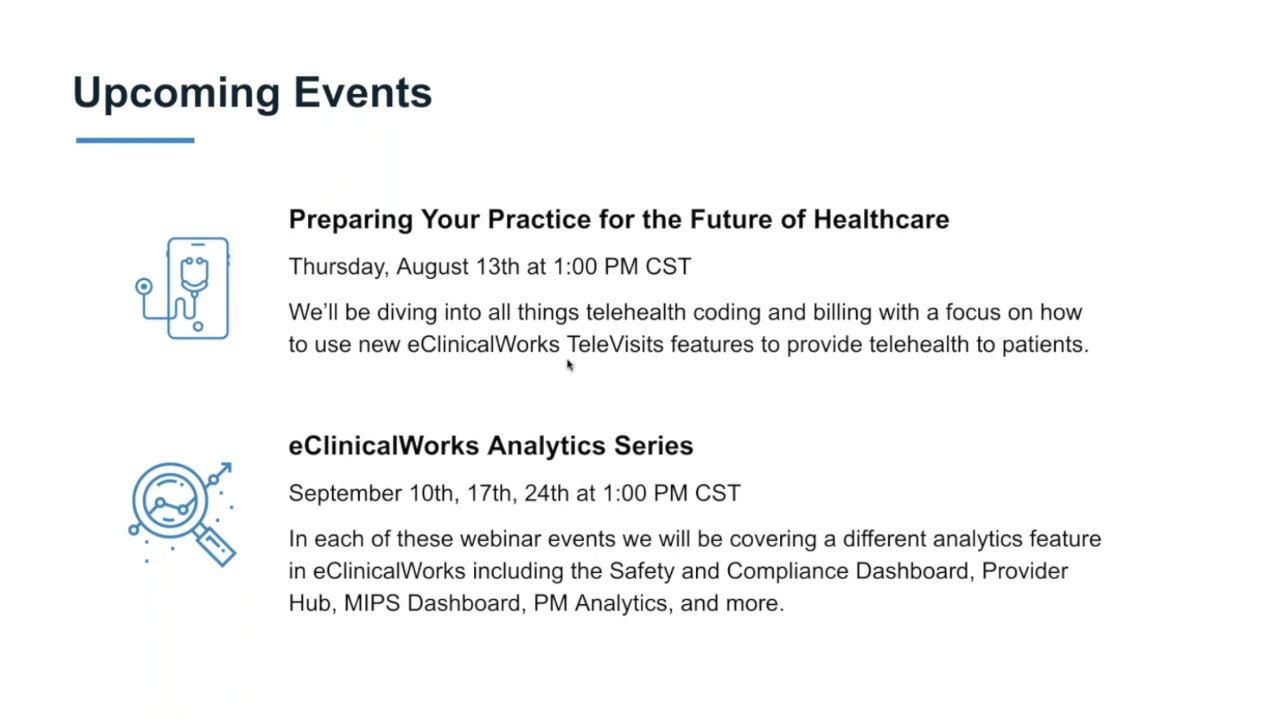 Upcoming Events
Preparing Your Practice for the Future of Healthcare
Thursday, August 13th at 1:00 PM CST
We’ll be diving into all things telehealth coding and billing with a focus on how
to use new eClinicalWorks TeleVisits features to provide telehealth to patients.
eClinicalWorks Analytics Series
September 10th, 17th, 24th at 1:00 PM CST
In each of these webinar events we will be covering a different analytics feature
in eClinicalWorks including the Safety and Compliance Dashboard, Provider
Hub, MIPS Dashboard, PM Analytics, and more.